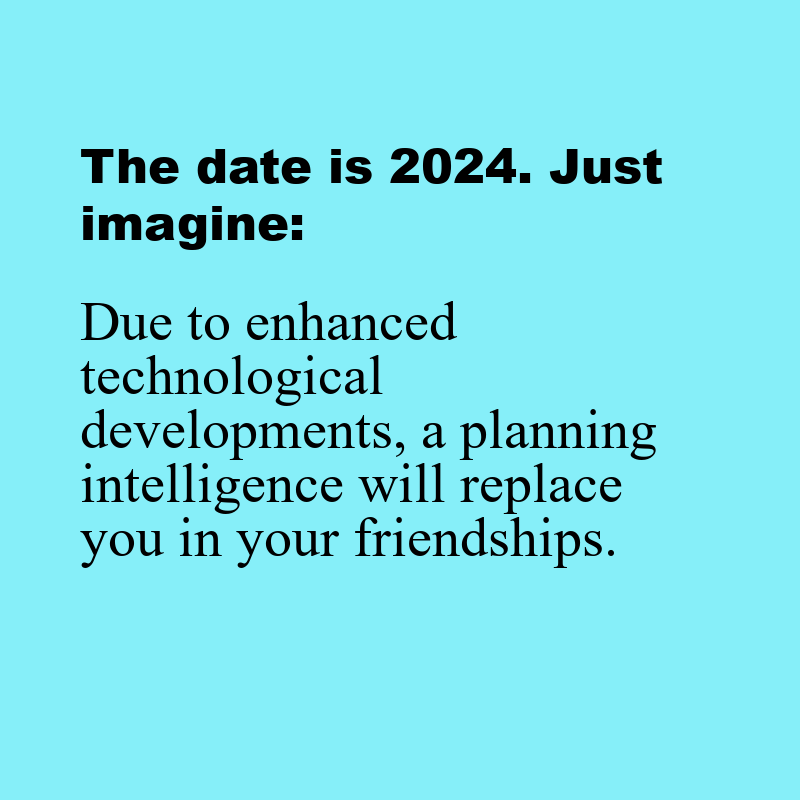 The date is 2024. Just
imagine:
Due to enhanced
technological
developments, a planning
intelligence will replace
you in your friendships.